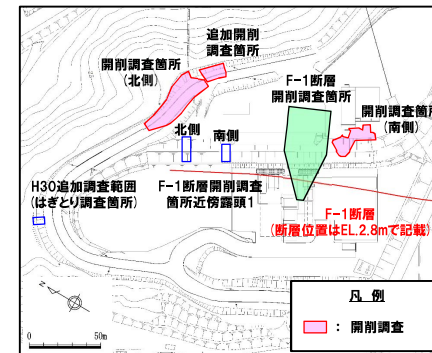 追加開削
調査箇所
開削調査箇所
(北側)
F-1断層
開削調査箇所
開削調査箇所
(南側)
北側
南側
H30追加調査範囲
(はぎとり調査箇所)
F-1断層開削調査
箇所近傍露頭1
F-1断層
(断層位置はEL.2.8mで記載)
N
0
50m
凡 例
: 開削調査